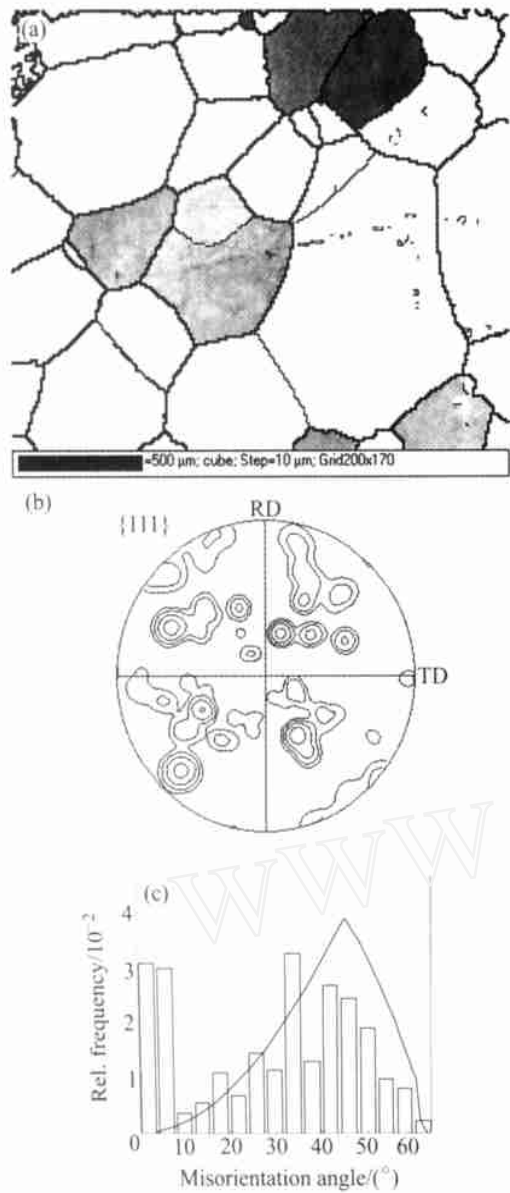 (a)
=500 μm; cube; Step=10 μm; Grid200x170
(b)
{111}
RD
TD
WWW
(c)
Rel. frequency/10⁻²
4
3
2
1
0 10 20 30 40 50 60
Misorientation angle/(°)